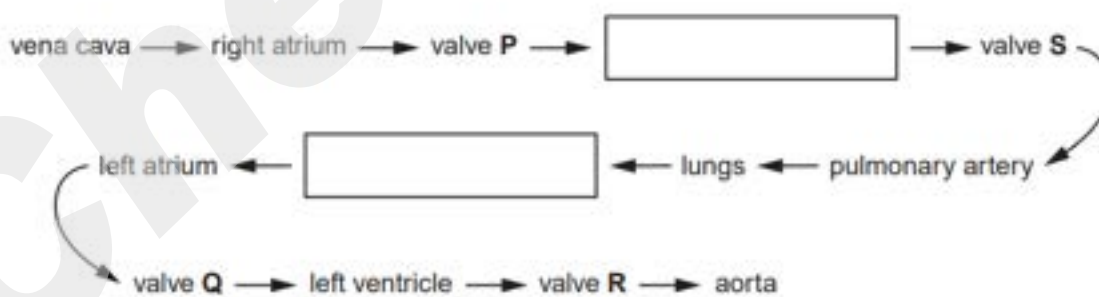 vena cava → right atrium → valve P → → valve S
left atrium ← ← lungs ← pulmonary artery
valve Q → left ventricle → valve R → aorta